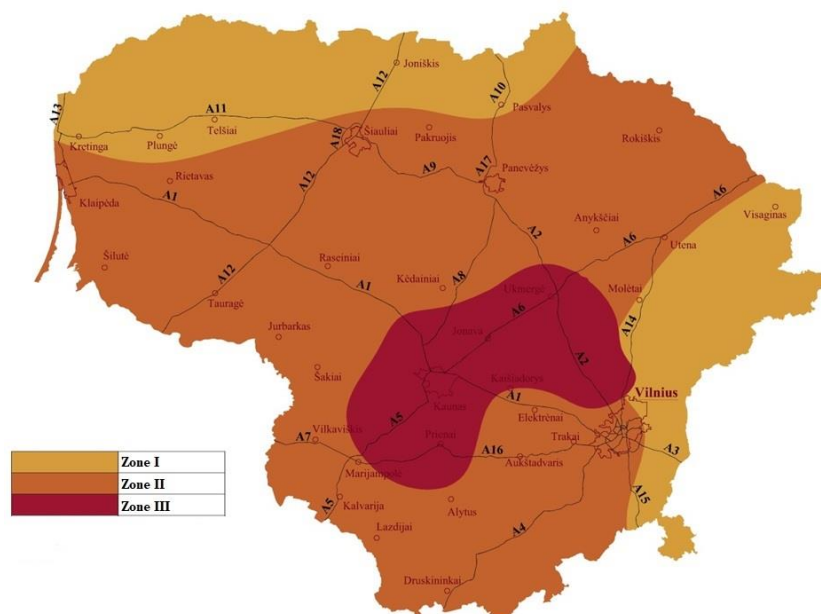 A12
Joniškis
A10
Pasvalys
A13
A11
Telšiai
Kretinga
Plungė
A18
Šiauliai
Pakruojis
Rokiškis
A9
A17
Panevėžys
Rietavas
A12
A1
Klaipėda
A6
Visaginas
Anykščiai
A2
A6
Utena
Šilutė
Raseiniai
A1
A8
Kėdainiai
A12
Tauragė
Ukmergė
Molėtai
A14
A6
Jonava
Jurbarkas
A2
Šakiai
Kaišiadorys
Vilnius
Kaunas
A1
A5
Elektrėnai
Vilkaviškis
A7
Prienai
Trakai
A16
A3
Marijampolė
Aukštadvaris
Zone I
Zone II
Zone III
A5
Kalvarija
Alytus
A15
Lazdijai
A4
Druskininkai